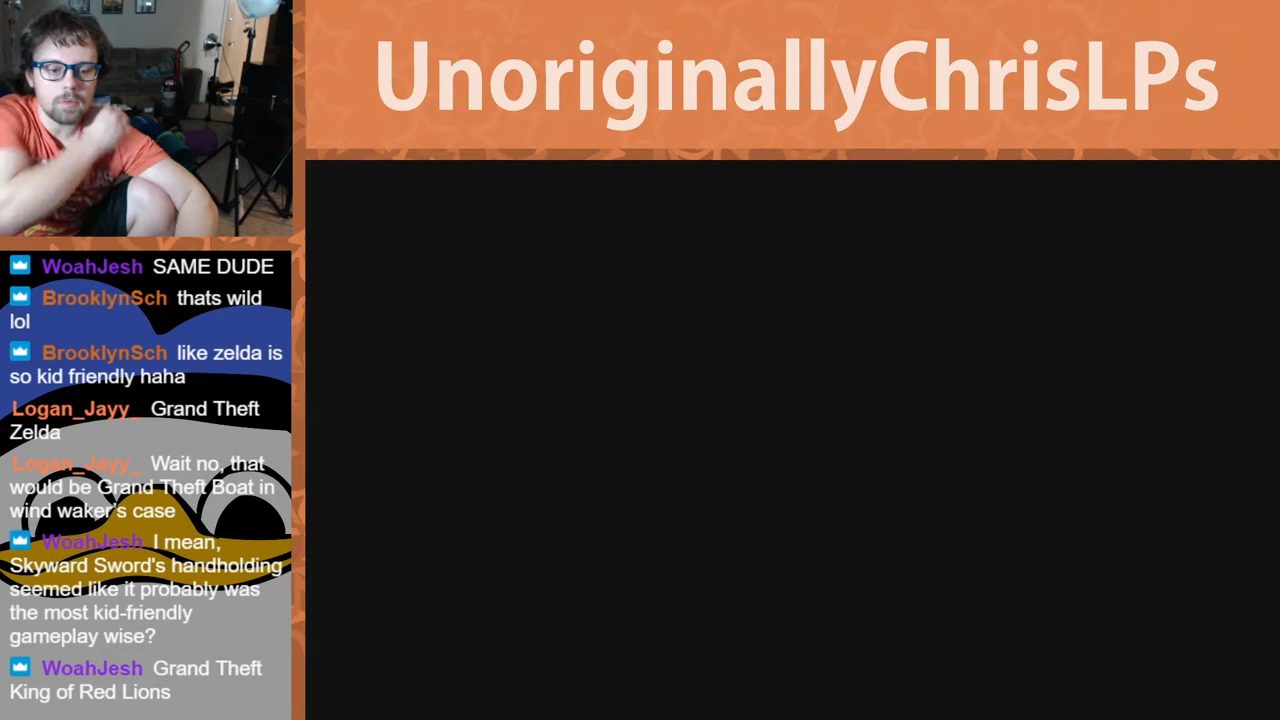 UnoriginallyChrisLPs
WoahJesh SAME DUDE
BrooklynSch thats wild
lol
BrooklynSch like zelda is
so kid friendly haha
Logan_Jayy_ Grand Theft
Zelda
Logan_Jayy_ Wait no, that
would be Grand Theft Boat in
wind waker's case
WoahJesh I mean,
Skyward Sword's handholding
seemed like it probably was
the most kid-friendly
gameplay wise?
WoahJesh Grand Theft
King of Red Lions